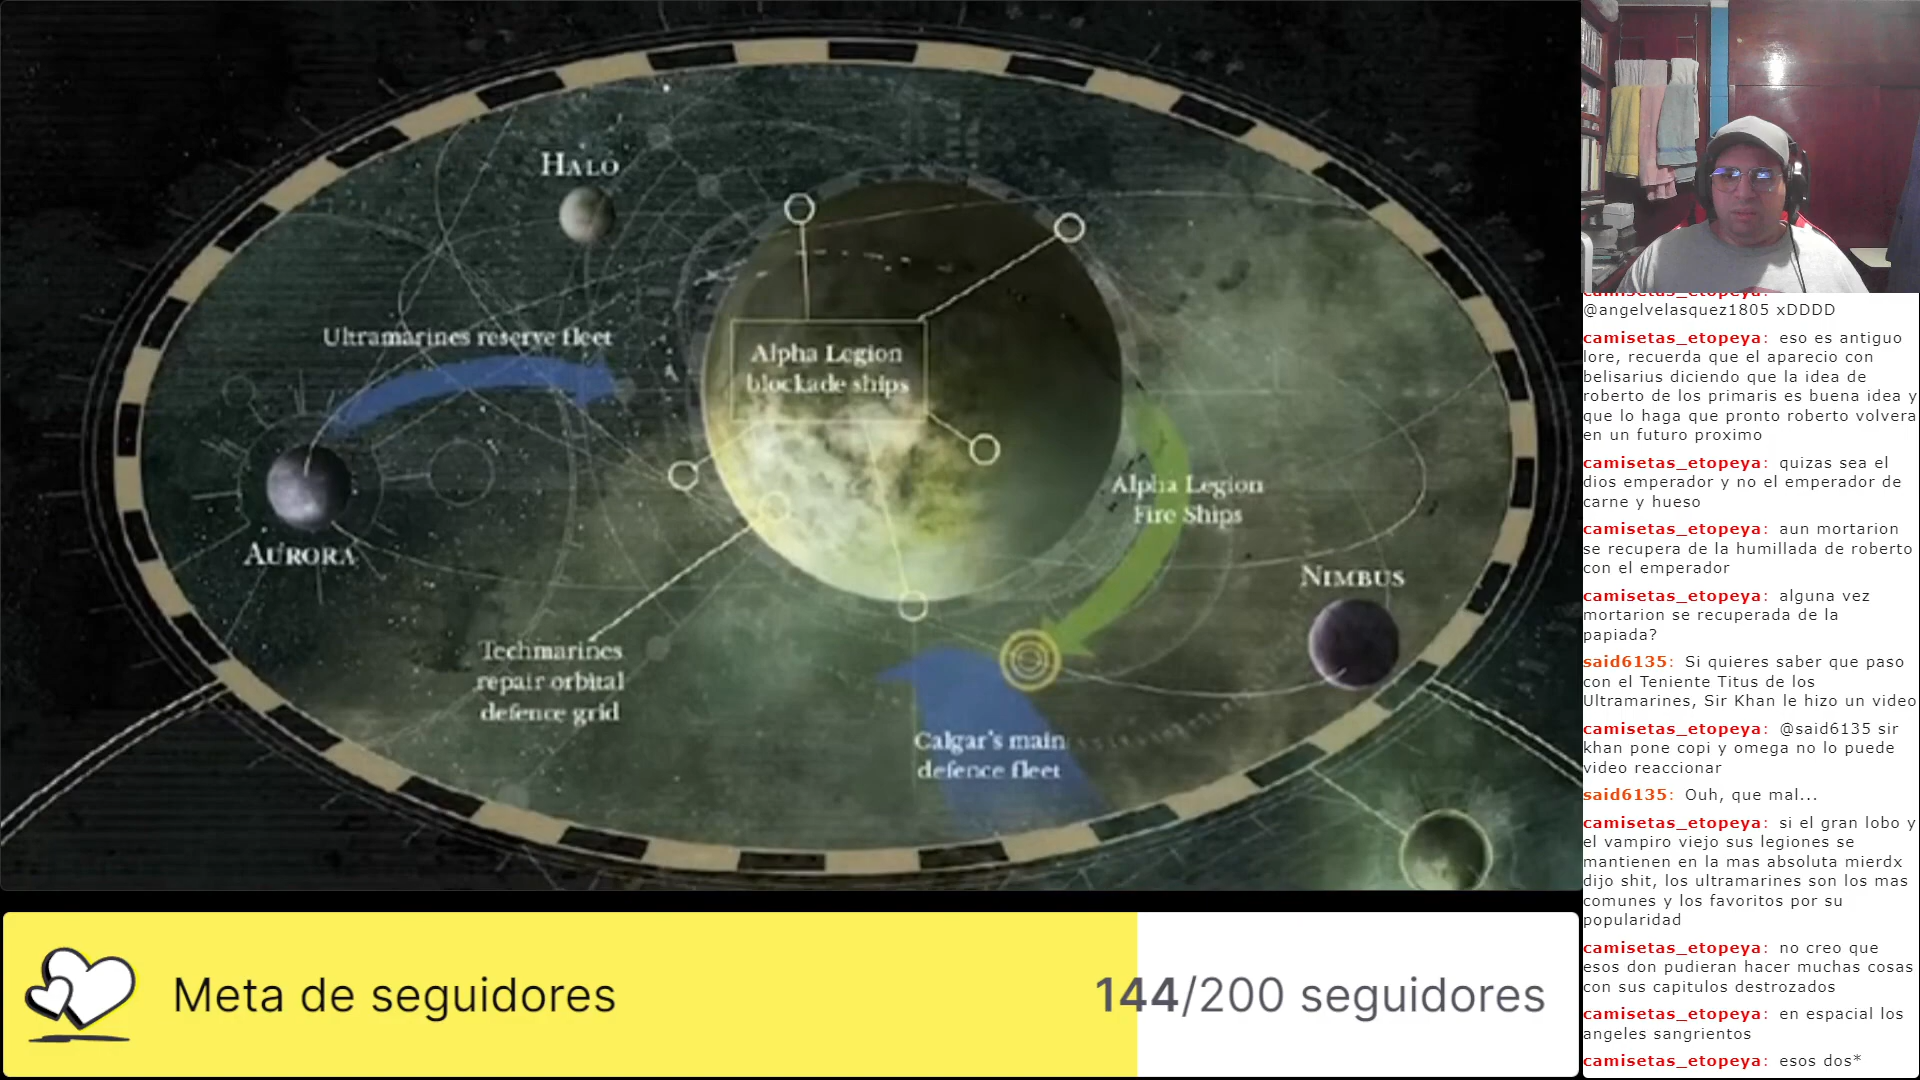 HALO
Ultramarines reserve fleet
Alpha Legion
blockade ships
Alpha Legion
Fire Ships
AURORA
NIMBUS
Techmarines
repair orbital
defence grid
Calgar's main
defence fleet
Meta de seguidores
144/200 seguidores
camisetas_etopeya:
@angelvelasquez1805 xDDDD
camisetas_etopeya: eso es antiguo
lore, recuerda que el aparecio con
belisarius diciendo que la idea de
roberto de los primaris es buena idea y
que lo haga que pronto roberto volvera
en un futuro proximo
camisetas_etopeya: quizas sea el
dios emperador y no el emperador de
carne y hueso
camisetas_etopeya: aun mortarion
se recupera de la humillada de roberto
con el emperador
camisetas_etopeya: alguna vez
mortarion se recuperada de la
papiada?
said6135: Si quieres saber que paso
con el Teniente Titus de los
Ultramarines, Sir Khan le hizo un video
camisetas_etopeya: @said6135 sir
khan pone copi y omega no lo puede
video reaccionar
said6135: Ouh, que mal...
camisetas_etopeya: si el gran lobo y
el vampiro viejo sus legiones se
mantienen en la mas absoluta mierdx
dijo shit, los ultramarines son los mas
comunes y los favoritos por su
popularidad
camisetas_etopeya: no creo que
esos don pudieran hacer muchas cosas
con sus capitulos destrozados
camisetas_etopeya: en espacial los
angeles sangrientos
camisetas_etopeya: esos dos*